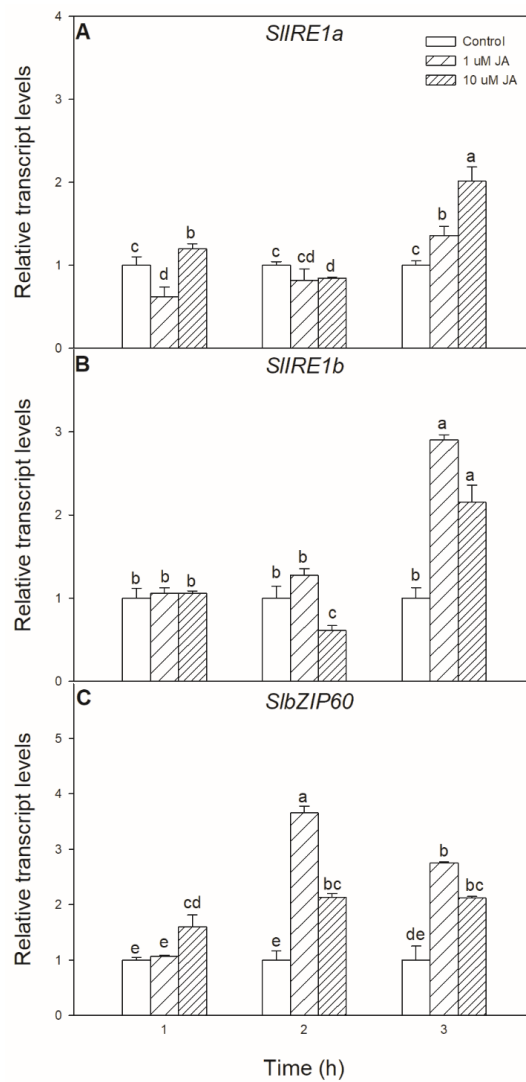 A
SlIRE1a
Control
1 uM JA
10 uM JA
Relative transcript levels
4
3
2
1
0
c
d
b
c
cd
d
c
b
a
B
SlIRE1b
Relative transcript levels
3
2
1
0
b
b
b
b
b
c
b
a
a
C
SlbZIP60
Relative transcript levels
5
4
3
2
1
0
e
e
cd
e
a
bc
de
b
bc
1
2
3
Time (h)